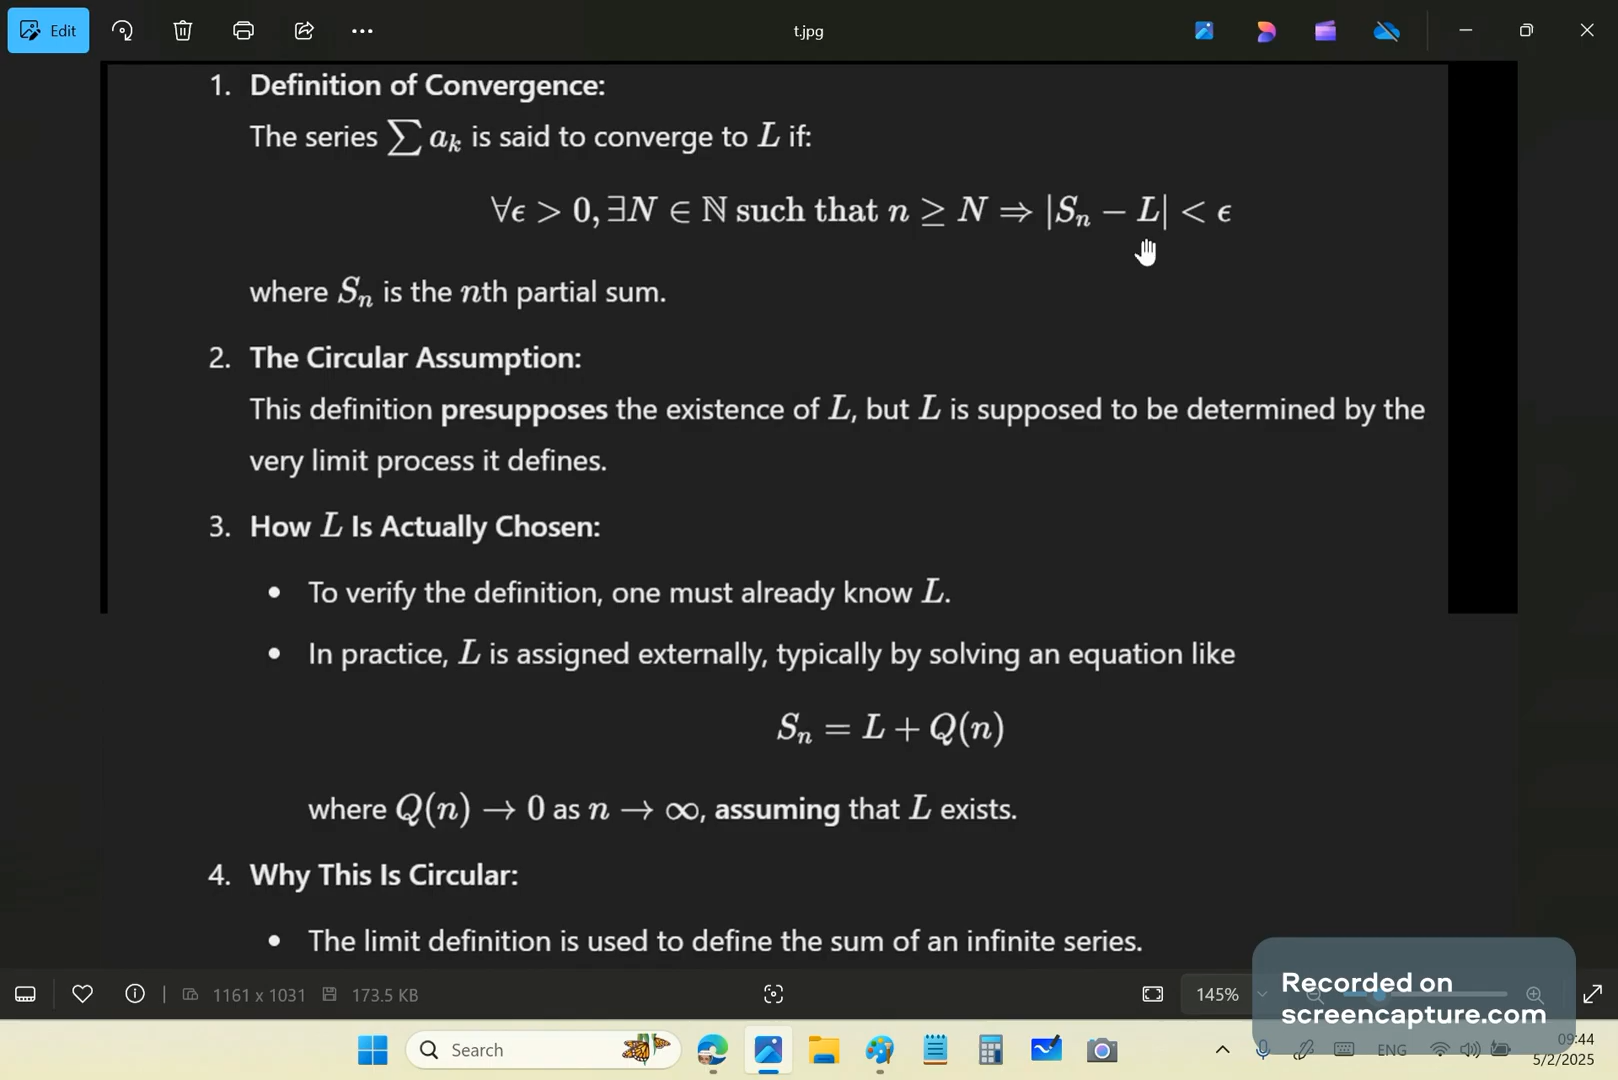 Edit
t.jpg
1. Definition of Convergence:
The series ∑ aₖ is said to converge to L if:
∀ϵ > 0, ∃N ∈ ℕ such that n ≥ N ⇒ |Sₙ − L| < ϵ
where Sₙ is the nth partial sum.
2. The Circular Assumption:
This definition presupposes the existence of L, but L is supposed to be determined by the
very limit process it defines.
3. How L Is Actually Chosen:
• To verify the definition, one must already know L.
• In practice, L is assigned externally, typically by solving an equation like
Sₙ = L + Q(n)
where Q(n) → 0 as n → ∞, assuming that L exists.
4. Why This Is Circular:
• The limit definition is used to define the sum of an infinite series.
1161 x 1031 173.5 KB
145%
Recorded on
screencapture.com
Search
ENG
09:44
5/2/2025